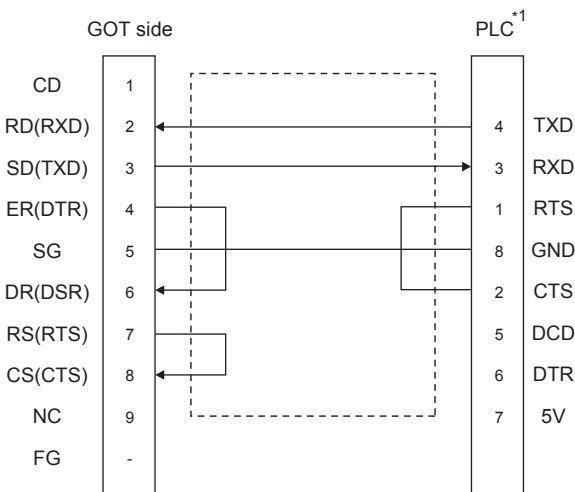 GOT side PLC*1
CD 1
RD(RXD) 2 4 TXD
SD(TXD) 3 3 RXD
ER(DTR) 4 1 RTS
SG 5 8 GND
DR(DSR) 6 2 CTS
RS(RTS) 7 5 DCD
CS(CTS) 8 6 DTR
NC 9 7 5V
FG -